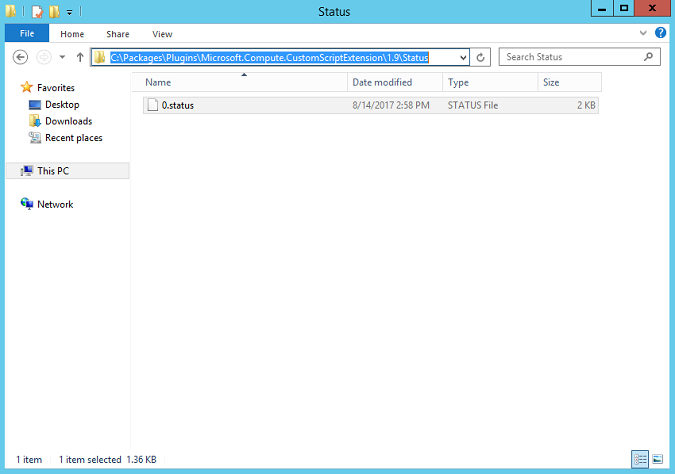 Status
File Home Share View
C:\Packages\Plugins\Microsoft.Compute.CustomScriptExtension\1.9\Status
Search Status
Favorites
Desktop
Downloads
Recent places
This PC
Network
Name Date modified Type Size
0.status 8/14/2017 2:58 PM STATUS File 2 KB
1 item 1 item selected 1.36 KB